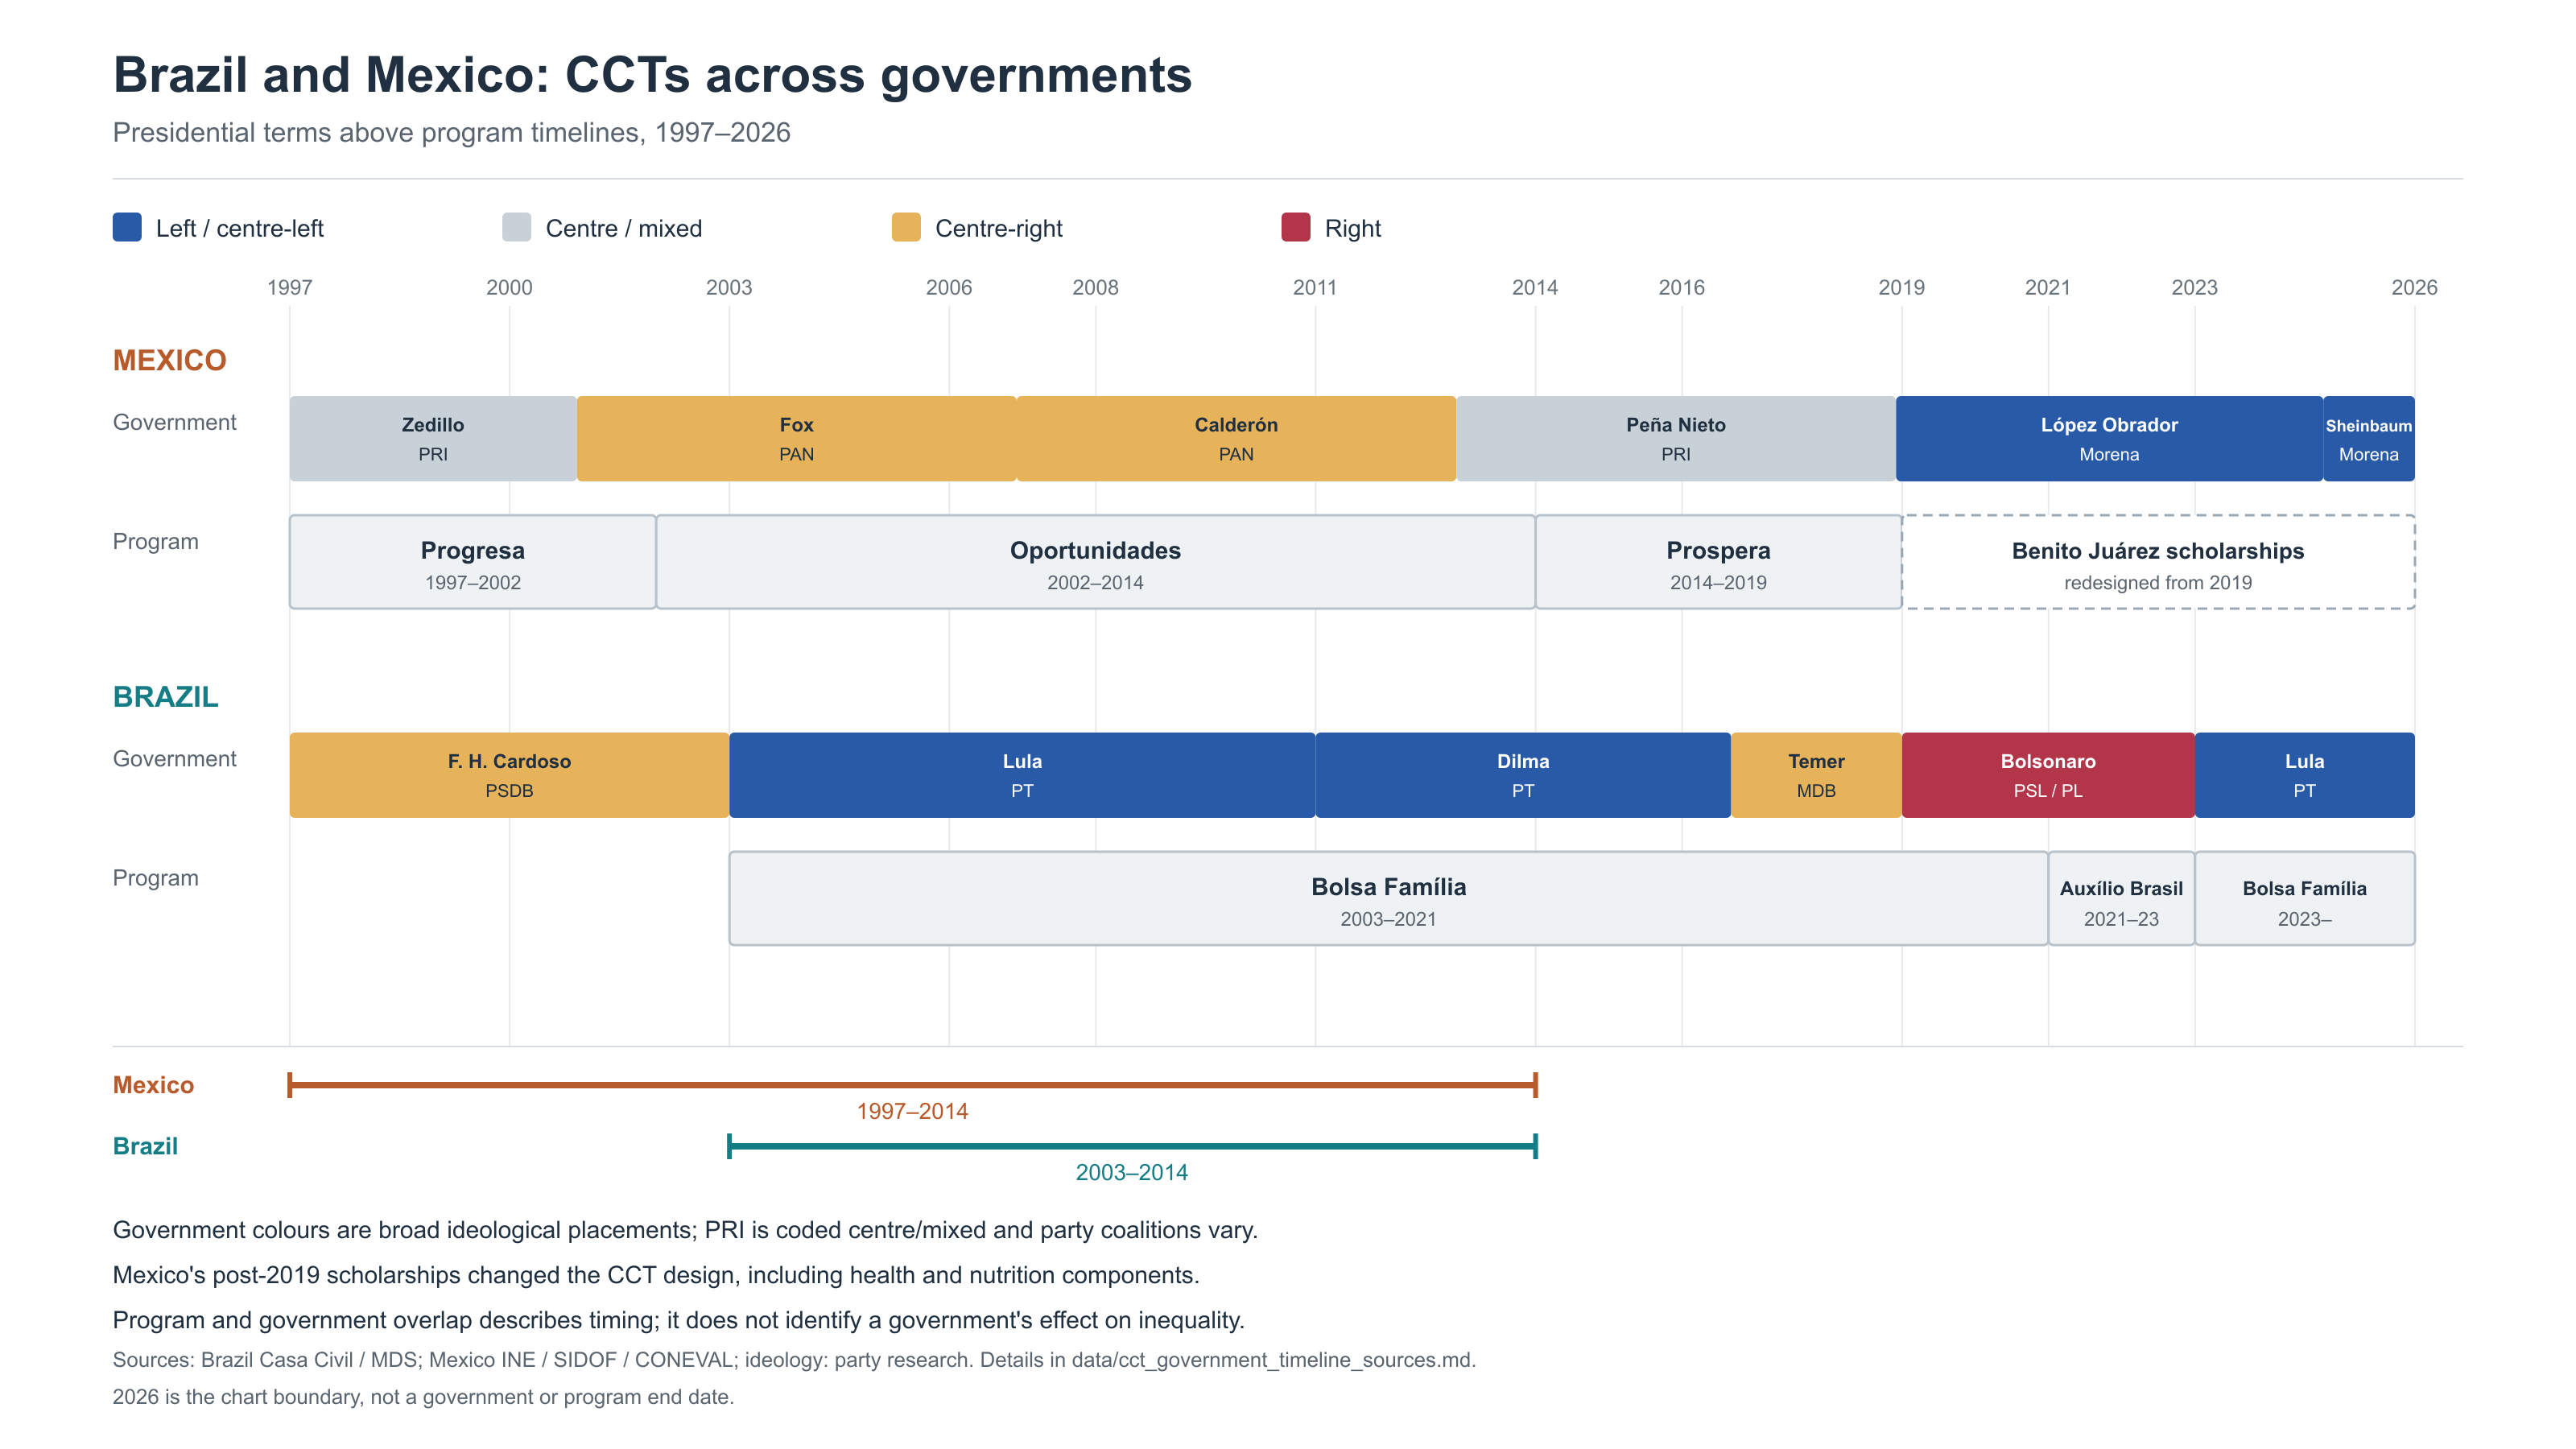 Brazil and Mexico: CCTs across governments
Presidential terms above program timelines, 1997–2026
Left / centre-left
Centre / mixed
Centre-right
Right
1997 2000 2003 2006 2008 2011 2014 2016 2019 2021 2023 2026
MEXICO
Government
Zedillo
PRI
Fox
PAN
Calderón
PAN
Peña Nieto
PRI
López Obrador
Morena
Sheinbaum
Morena
Program
Progresa
1997–2002
Oportunidades
2002–2014
Prospera
2014–2019
Benito Juárez scholarships
redesigned from 2019
BRAZIL
Government
F. H. Cardoso
PSDB
Lula
PT
Dilma
PT
Temer
MDB
Bolsonaro
PSL / PL
Lula
PT
Program
Bolsa Família
2003–2021
Auxílio Brasil
2021–23
Bolsa Família
2023–
Mexico
1997–2014
Brazil
2003–2014
Government colours are broad ideological placements; PRI is coded centre/mixed and party coalitions vary.
Mexico's post-2019 scholarships changed the CCT design, including health and nutrition components.
Program and government overlap describes timing; it does not identify a government's effect on inequality.
Sources: Brazil Casa Civil / MDS; Mexico INE / SIDOF / CONEVAL; ideology: party research. Details in data/cct_government_timeline_sources.md.
2026 is the chart boundary, not a government or program end date.